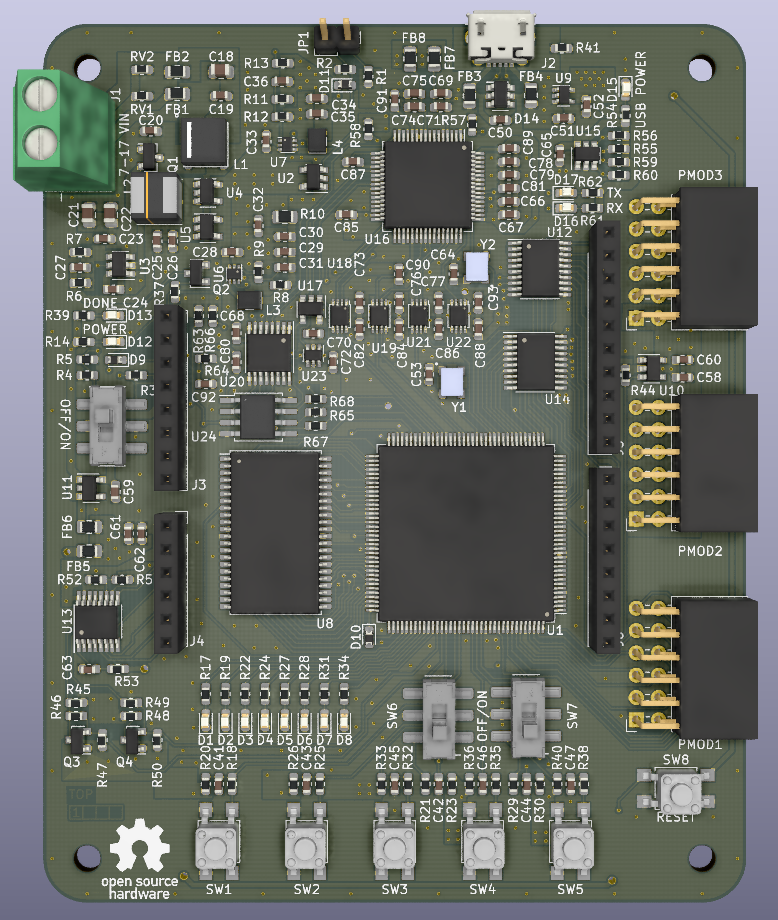 JP1
RV2
FB2
C18
R13
R2
D11
R1
FB8
FB7
J2
R41
C36
C34
C91
C75
C69
FB3
FB4
U9
D15
USB POWER
J1
RV1
FB1
C19
R11
C35
C74
C71
R57
D14
C52
R54
C20
R12
R58
C50
C51
U15
R56
VIN
7-17
Q1
L1
C33
U7
L4
C89
C65
R55
C87
C79
C78
R59
U2
R60
PMOD3
U4
C81
D17
R62
TX
C66
D16
R61
RX
C21
C22
C32
R10
C85
C67
U5
U16
U12
R7
C23
C30
C29
Y2
C27
U3
C25
C26
C28
R9
C31
U18
C73
C90
C64
R6
U6
Q2
R8
C76
C77
C93
DONE
C24
R37
L3
U17
R39
D13
C68
POWER
R63
R66
C70
U19
U21
U22
R14
D12
C80
C82
C84
C86
C88
R5
D9
R65
U23
C72
C60
R4
R3
R64
U20
C53
R44
U10
C58
C92
R68
Y1
U14
OFF/ON
R65
U24
R67
J3
U11
C59
FB6
C61
C62
FB5
PMOD2
R52
R5
U13
J4
U8
D10
U1
C63
R53
R17
R19
R22
R24
R27
R28
R31
R34
R45
R46
R49
R48
SW6
OFF/ON
SW7
D2
D3
D4
D5
D6
D7
D8
Q3
R47
Q4
R50
R20
C41
R18
R26
C43
R25
R33
C45
R32
R36
C46
R35
R40
C47
R38
PMOD1
SW8
R21
C42
R23
R29
C44
R30
RESET
TOP
1
open source
hardware
SW1
SW2
SW3
SW4
SW5